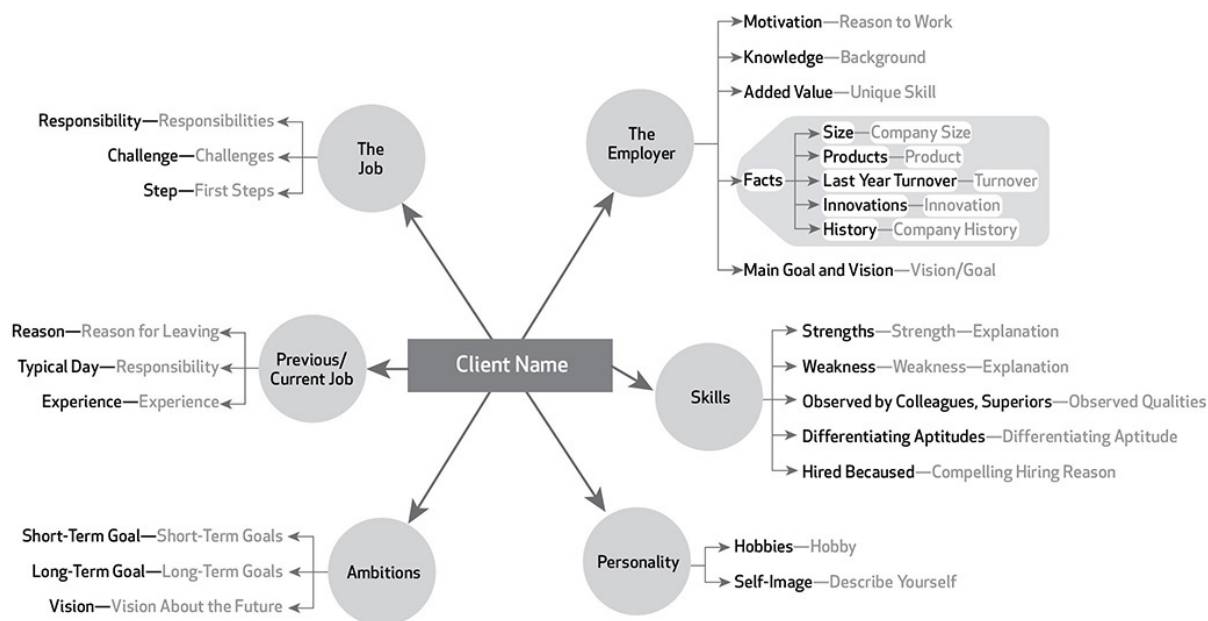 Motivation—Reason to Work
Knowledge—Background
Added Value—Unique Skill
The
Employer
Facts
Size—Company Size
Products—Product
Last Year Turnover—Turnover
Innovations—Innovation
History—Company History
Main Goal and Vision—Vision/Goal
Responsibility—Responsibilities
Challenge—Challenges
Step—First Steps
The
Job
Reason—Reason for Leaving
Typical Day—Responsibility
Experience—Experience
Previous/
Current Job
Client Name
Skills
Strengths—Strength—Explanation
Weakness—Weakness—Explanation
Observed by Colleagues, Superiors—Observed Qualities
Differentiating Aptitudes—Differentiating Aptitude
Hired Becaused—Compelling Hiring Reason
Short-Term Goal—Short-Term Goals
Long-Term Goal—Long-Term Goals
Vision—Vision About the Future
Ambitions
Personality
Hobbies—Hobby
Self-Image—Describe Yourself